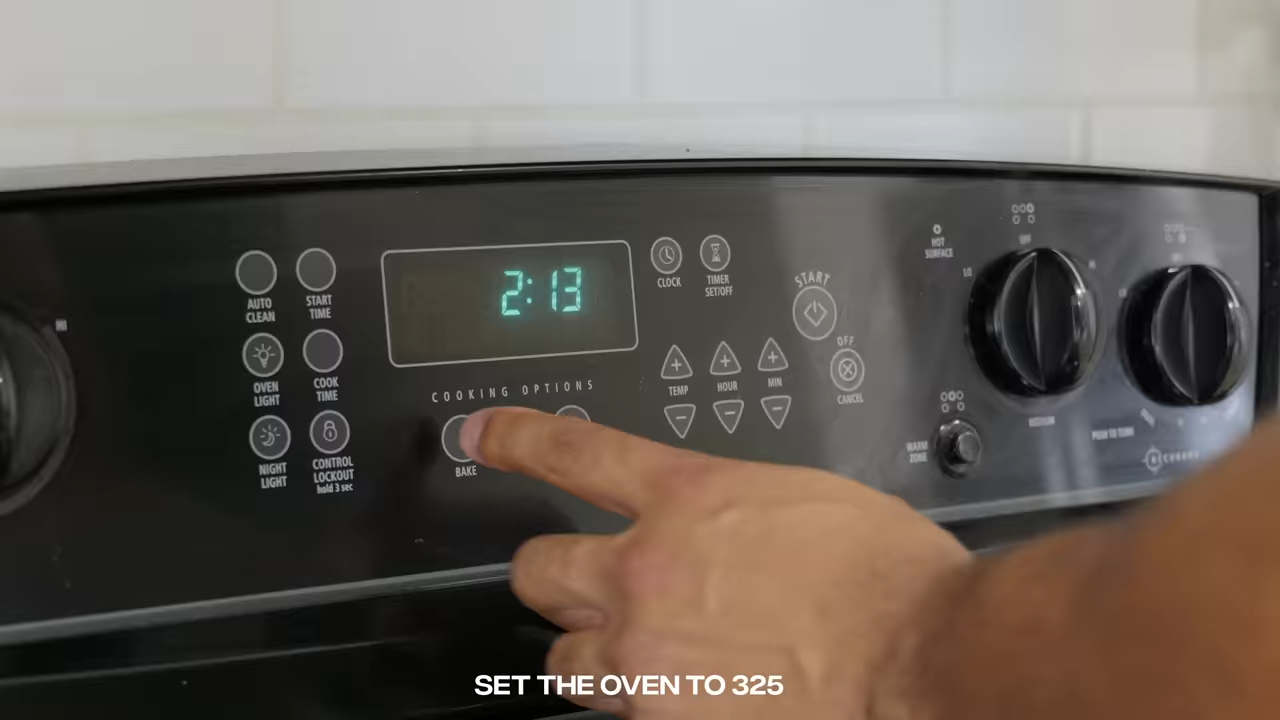 2:13
AUTO
CLEAN
START
TIME
OVEN
LIGHT
COOK
TIME
NIGHT
LIGHT
CONTROL
LOCKOUT
hold 3 sec
COOKING OPTIONS
BAKE
CLOCK
TIMER
SET/OFF
TEMP
HOUR
MIN
START
OFF
CANCEL
HI
HOT
SURFACE
OFF
LO
HI
WARM
ZONE
PUSH TO TURN
SET THE OVEN TO 325